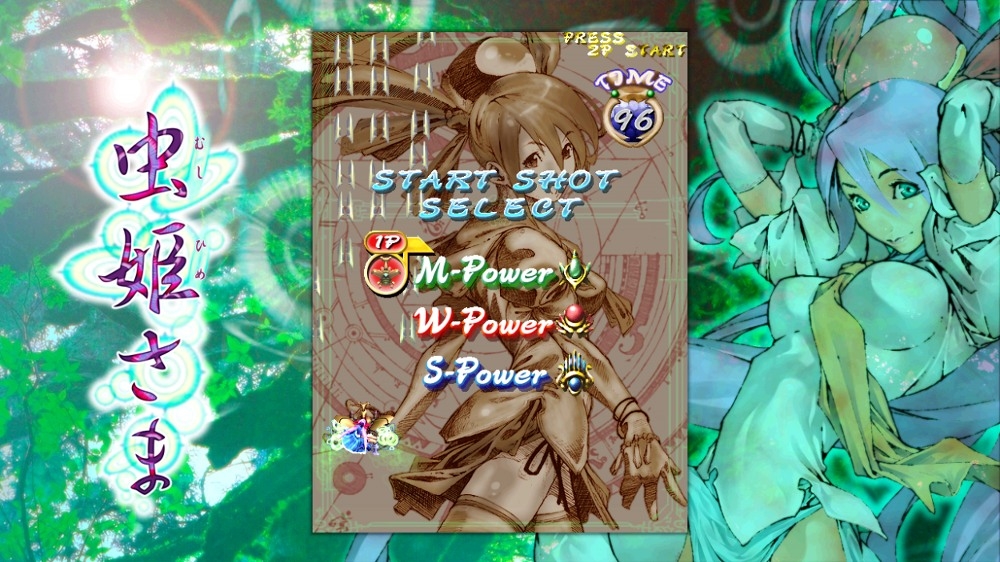 虫姫さま
むし
ひめ
PRESS
2P START
TIME
96
START SHOT
SELECT
1P
M-Power
W-Power
S-Power